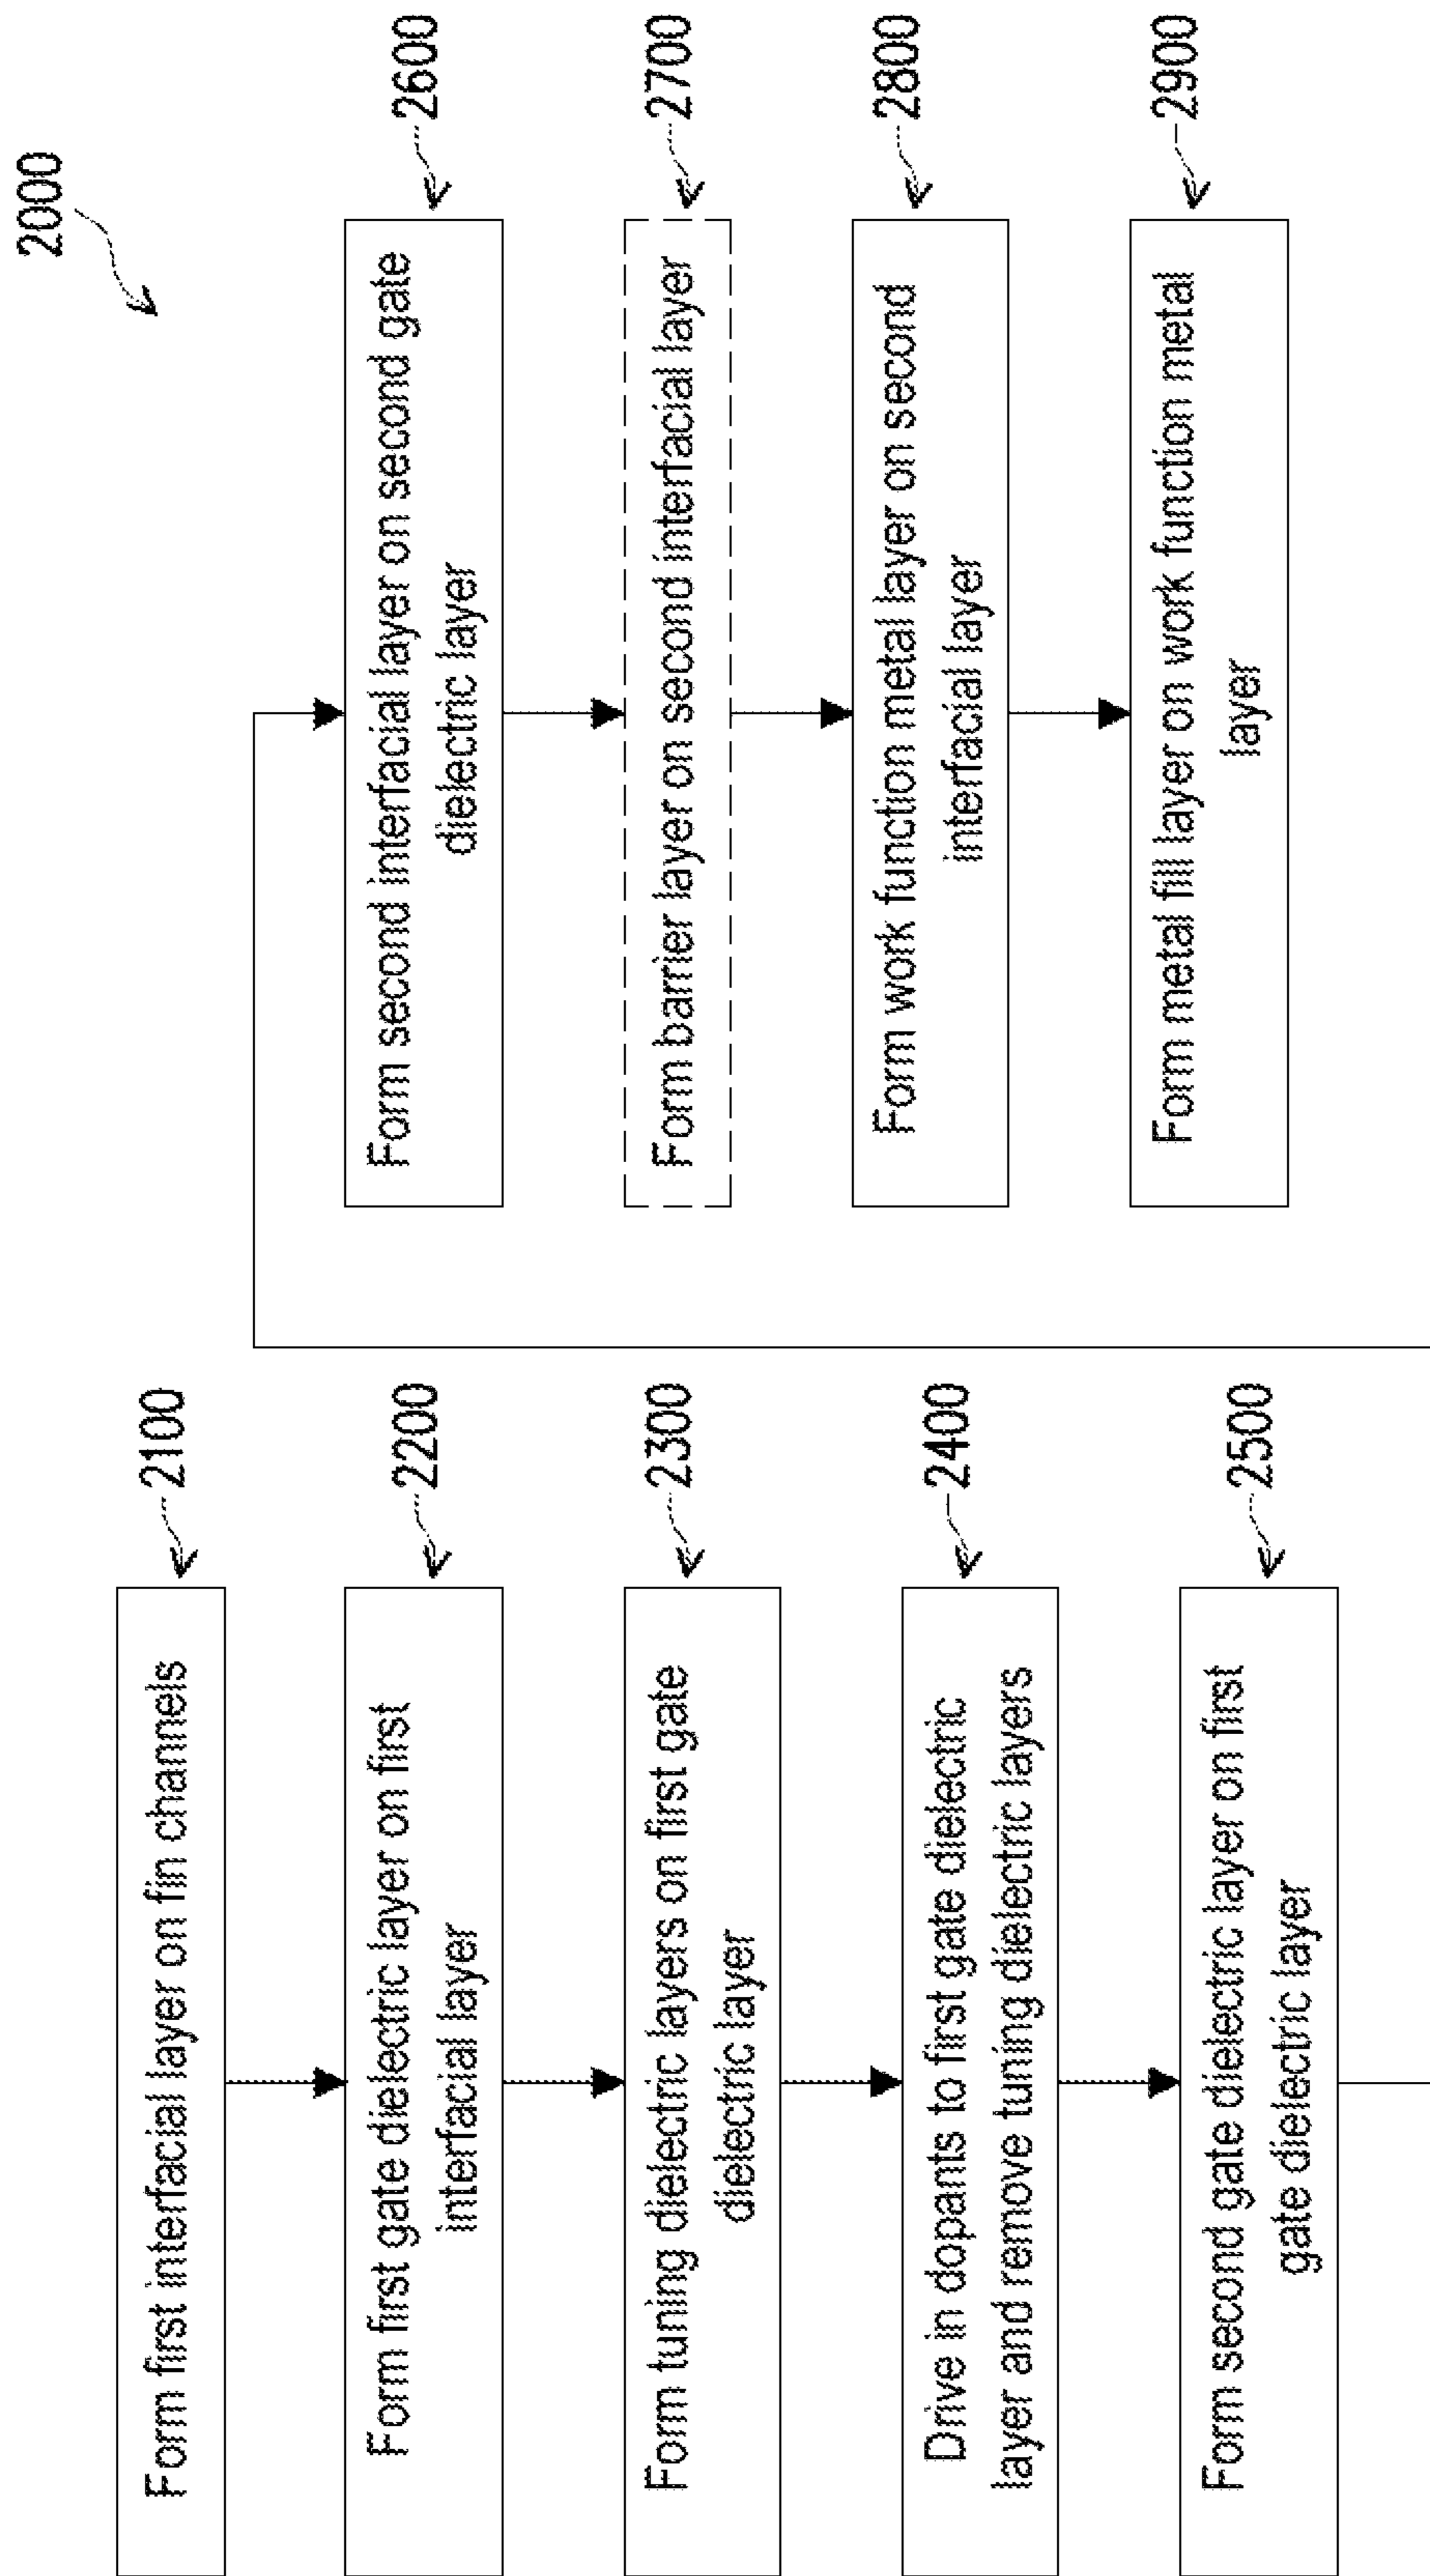 2000
Form first interfacial layer on fin channels
2100
Form first gate dielectric layer on first
interfacial layer
2200
Form tuning dielectric layers on first gate
dielectric layer
2300
Drive in dopants to first gate dielectric
layer and remove tuning dielectric layers
2400
Form second gate dielectric layer on first
gate dielectric layer
2500
Form second interfacial layer on second gate
dielectric layer
2600
Form barrier layer on second interfacial layer
2700
Form work function metal layer on second
interfacial layer
2800
Form metal fill layer on work function metal
layer
2900